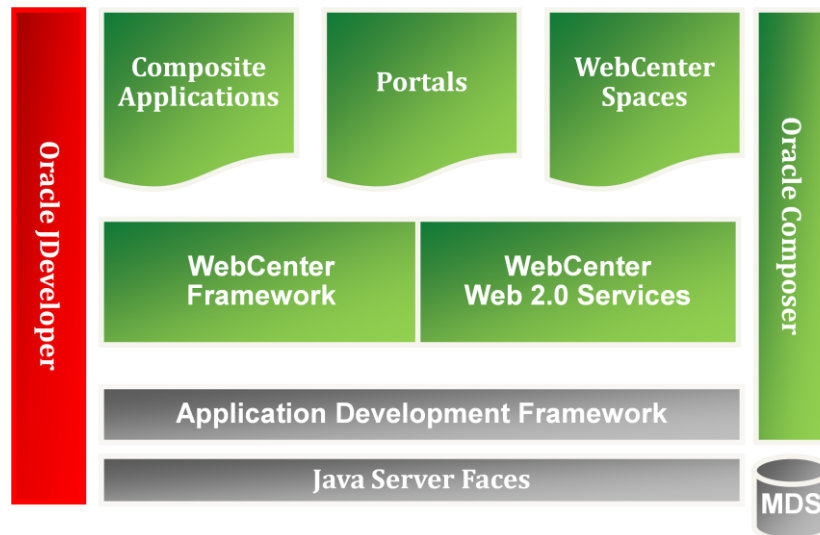 Oracle JDeveloper
Composite
Applications
Portals
WebCenter
Spaces
Oracle Composer
WebCenter
Framework
WebCenter
Web 2.0 Services
Application Development Framework
Java Server Faces
MDS